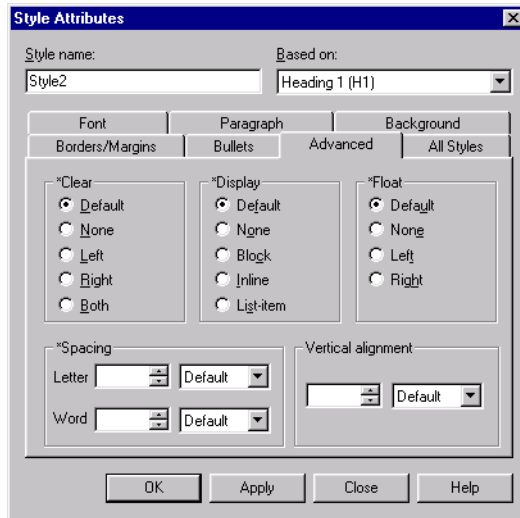 Style Attributes
Style name:
Based on:
Style2
Heading 1 (H1)
Font
Paragraph
Background
Borders/Margins
Bullets
Advanced
All Styles
*Clear
*Display
*Float
Default
Default
Default
None
None
None
Left
Block
Left
Right
Inline
Right
Both
List-item
*Spacing
Vertical alignment
Letter
Default
Default
Word
Default
OK
Apply
Close
Help